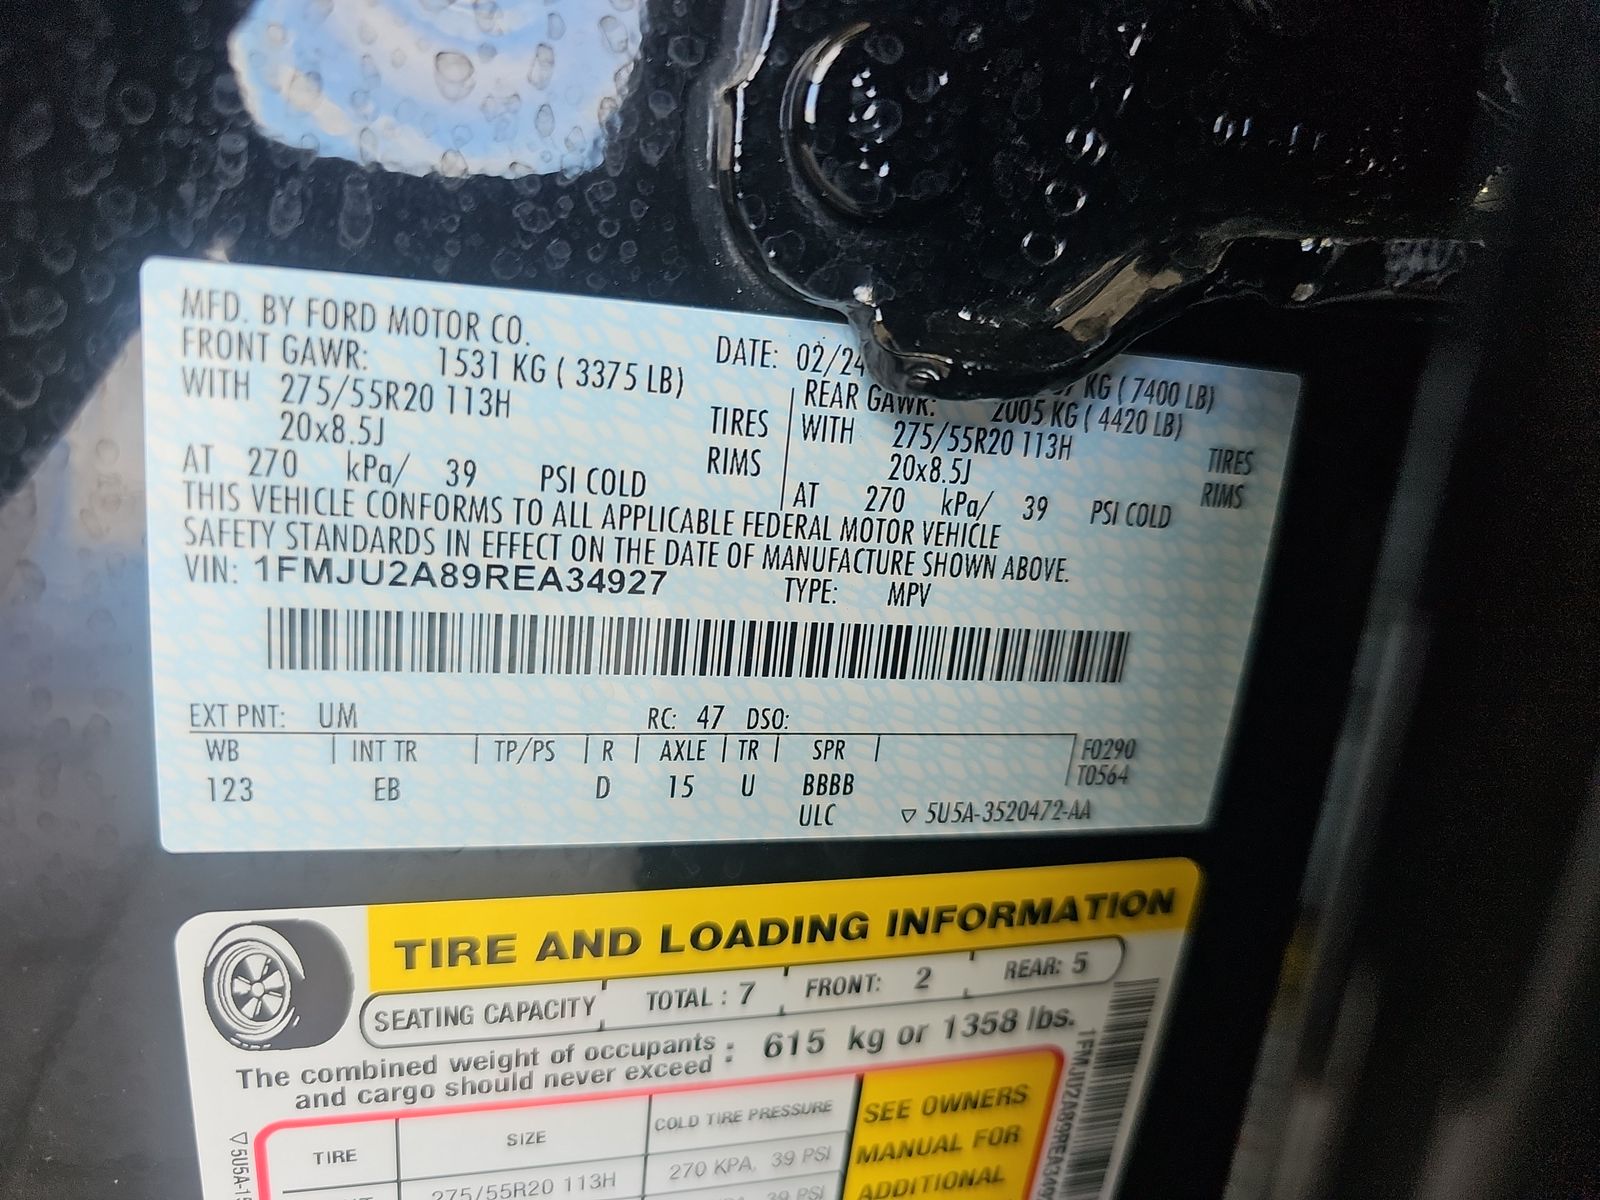 MFD. BY FORD MOTOR CO.
DATE: 02/24
KG ( 7400 LB)
FRONT GAWR: 1531 KG ( 3375 LB)
REAR GAWR: 2005 KG ( 4420 LB)
WITH 275/55R20 113H TIRES
WITH 275/55R20 113H TIRES
20x8.5J RIMS
20x8.5J RIMS
AT 270 kPa/ 39 PSI COLD
AT 270 kPa/ 39 PSI COLD
THIS VEHICLE CONFORMS TO ALL APPLICABLE FEDERAL MOTOR VEHICLE
SAFETY STANDARDS IN EFFECT ON THE DATE OF MANUFACTURE SHOWN ABOVE.
VIN: 1FMJU2A89REA34927 TYPE: MPV
EXT PNT: UM RC: 47 DSO:
WB INT TR TP/PS R AXLE TR SPR F0290
T0564
123 EB D 15 U BBBB
ULC ▽ 5U5A-3520472-AA
TIRE AND LOADING INFORMATION
SEATING CAPACITY TOTAL : 7 FRONT: 2 REAR: 5
The combined weight of occupants
and cargo should never exceed : 615 kg or 1358 lbs.
TIRE SIZE COLD TIRE PRESSURE
275/55R20 113H 270 KPA, 39 PSI
39 PSI
SEE OWNERS
MANUAL FOR
ADDITIONAL
▽5U5A-15
1FMJU2A89REA349